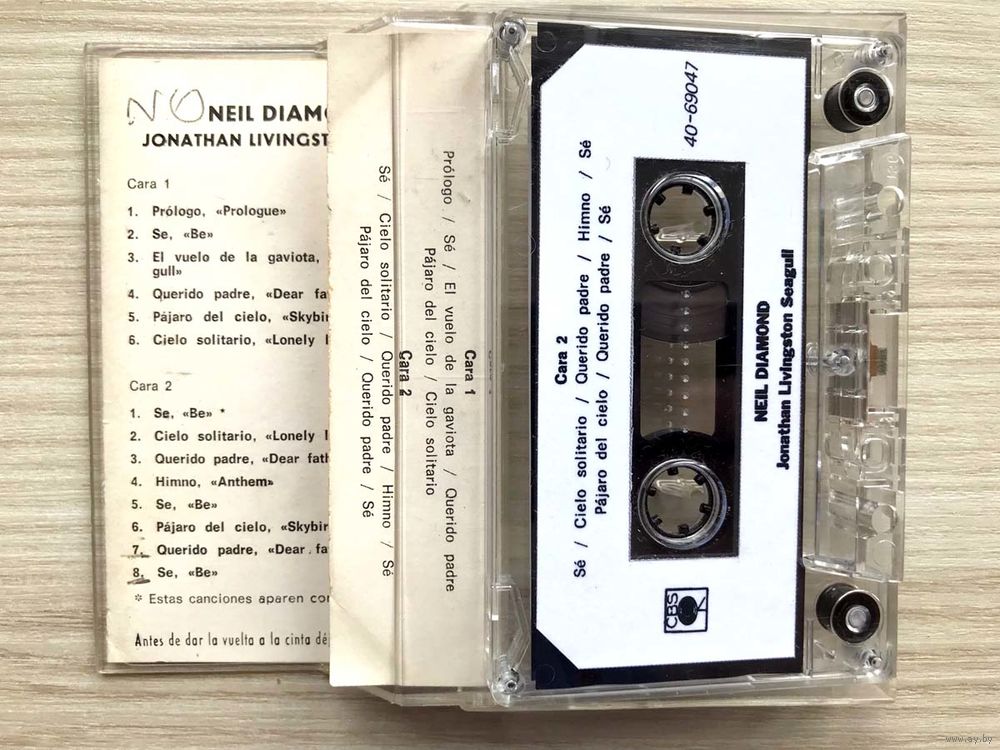 NO
NEIL DIAM
JONATHAN LIVINGST
Cara 1
1. Prólogo, «Prologue»
2. Se, «Be»
3. El vuelo de la gaviota,
gull»
4. Querido padre, «Dear fat
5. Pájaro del cielo, «Skybir
6. Cielo solitario, «Lonely l
Cara 2
1. Se, «Be» *
2. Cielo solitario, «Lonely l
3. Querido padre, «Dear fath
4. Himno, «Anthem»
5. Se, «Be»
6. Pájaro del cielo, «Skybir
7. Querido padre, «Dear fa
8. Se, «Be»
* Estas canciones aparen con
Antes de dar la vuelta a la cinta déj
Cara 1
Prólogo / Sé / El vuelo de la gaviota / Querido padre
Pájaro del cielo / Cielo solitario
Cara 2
Sé / Cielo solitario / Querido padre / Himno / Sé
Pájaro del cielo / Querido padre / Sé
40-69047
Cara 2
Sé / Cielo solitario / Querido padre / Himno / Sé
Pájaro del cielo / Querido padre / Sé
NEIL DIAMOND
Jonathan Livingston Seagull
CBS
www.ay.by